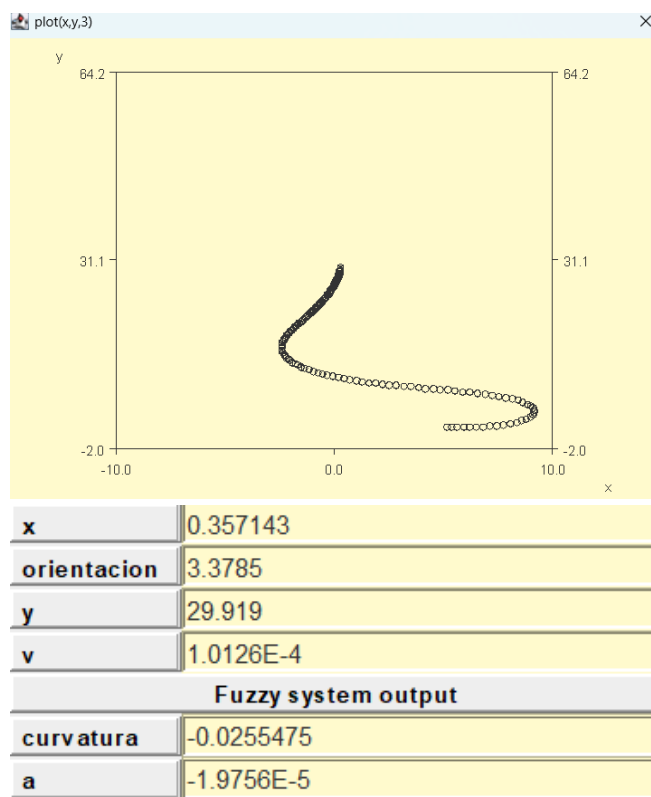 plot(x,y,3)
y
64.2 64.2
31.1 31.1
-2.0 -2.0
-10.0 0.0 10.0
x
x 0.357143
orientacion 3.3785
y 29.919
v 1.0126E-4
Fuzzy system output
curvatura -0.0255475
a -1.9756E-5